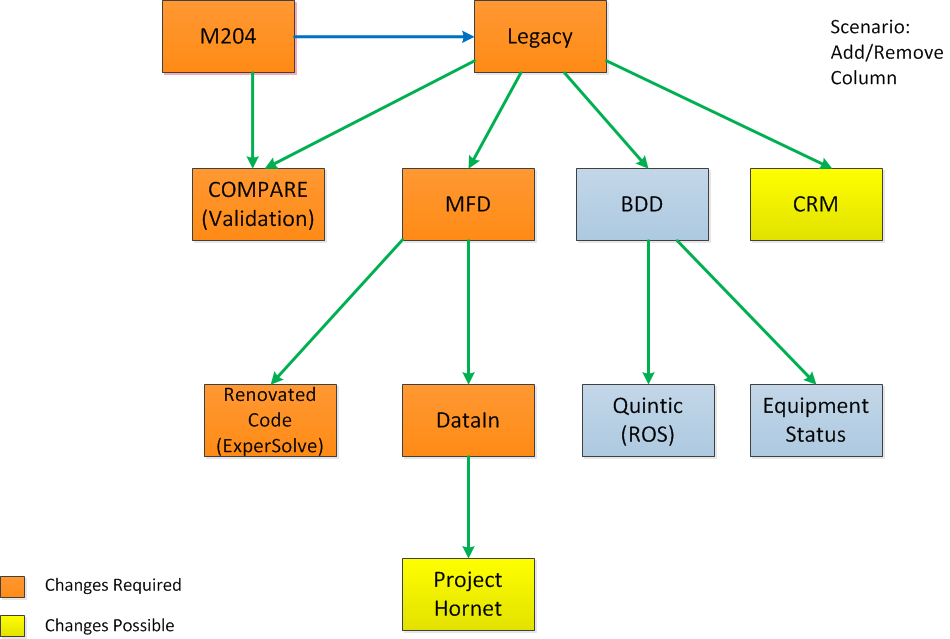 M204
Legacy
Scenario:
Add/Remove
Column
COMPARE
(Validation)
MFD
BDD
CRM
Renovated
Code
(ExperSolve)
DataIn
Quintic
(ROS)
Equipment
Status
Project
Hornet
Changes Required
Changes Possible